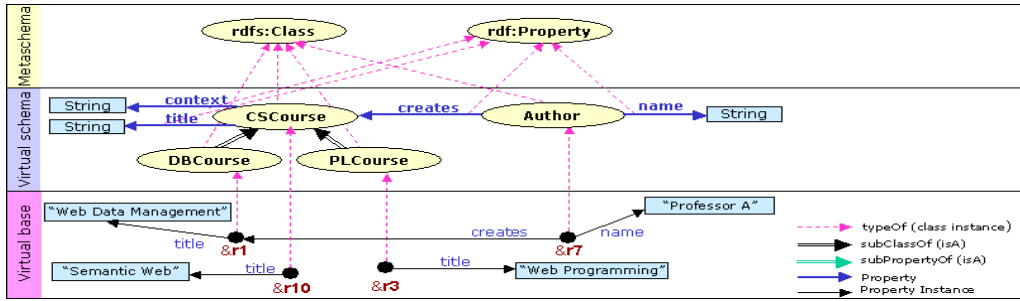 Metaschema
rdfs:Class
rdf:Property
Virtual schema
String
context
String
title
CSCourse
creates
Author
name
String
DBCourse
PLCourse
Virtual base
"Web Data Management"
"Professor A"
title
creates
name
&r1
&r7
"Semantic Web"
title
title
"Web Programming"
&r10
&r3
typeOf (class instance)
subClassOf (isA)
subPropertyOf (isA)
Property
Property Instance